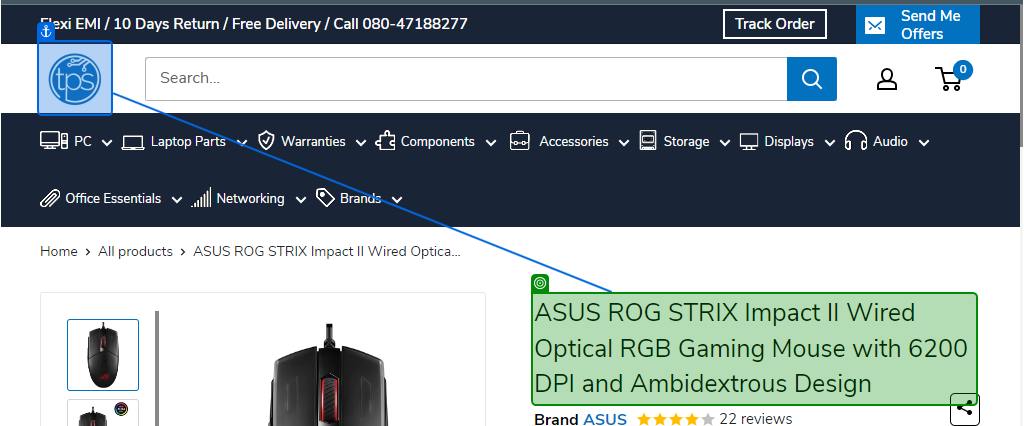 Flexi EMI / 10 Days Return / Free Delivery / Call 080-47188277
Track Order
Send Me
Offers
tps
Search...
0
PC
Laptop Parts
Warranties
Components
Accessories
Storage
Displays
Audio
Office Essentials
Networking
Brands
Home > All products > ASUS ROG STRIX Impact II Wired Optica...
ASUS ROG STRIX Impact II Wired
Optical RGB Gaming Mouse with 6200
DPI and Ambidextrous Design
Brand ASUS 22 reviews